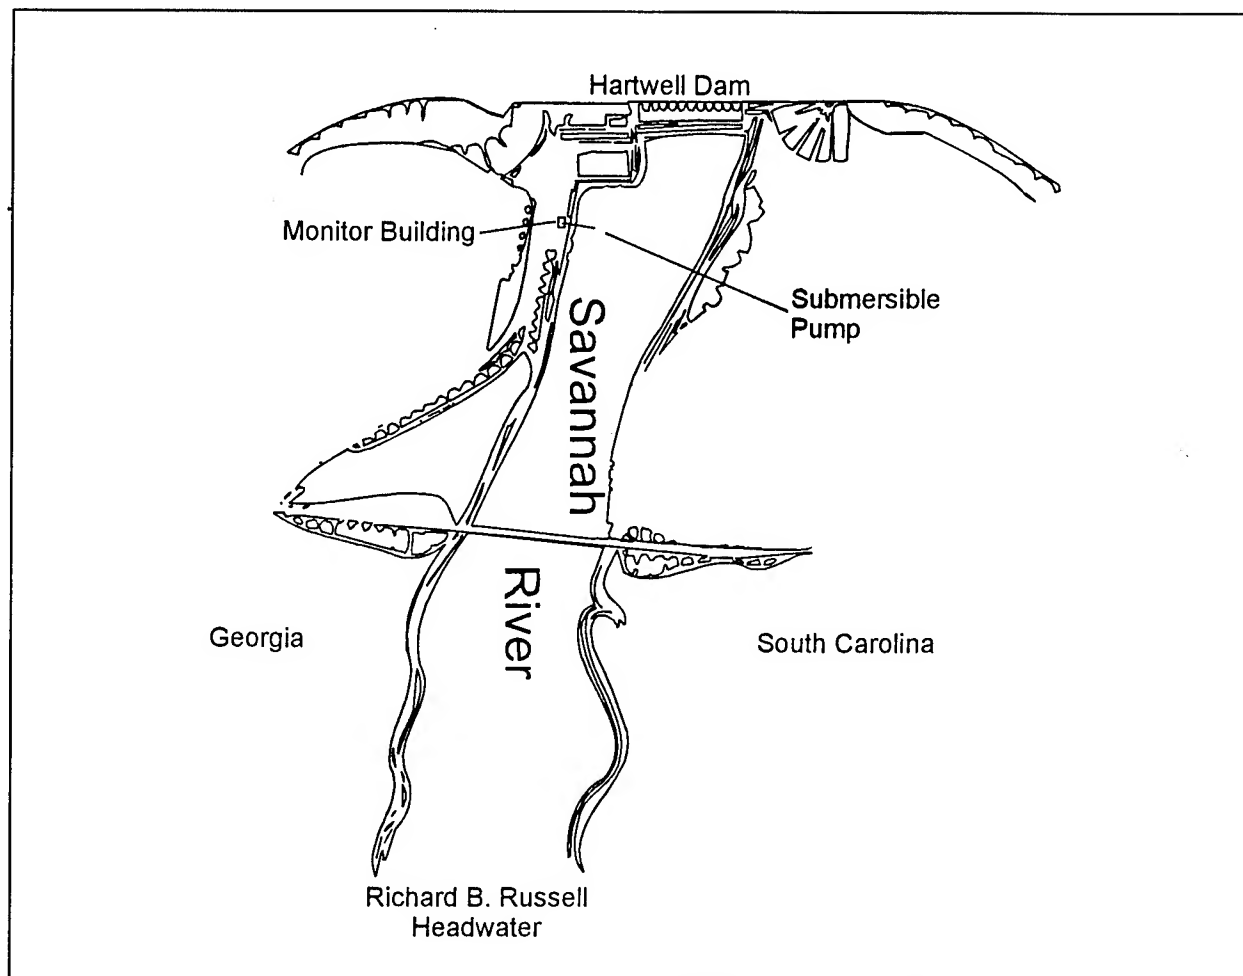 Hartwell Dam
Monitor Building
Submersible
Pump
Savannah
River
Georgia
South Carolina
Richard B. Russell
Headwater